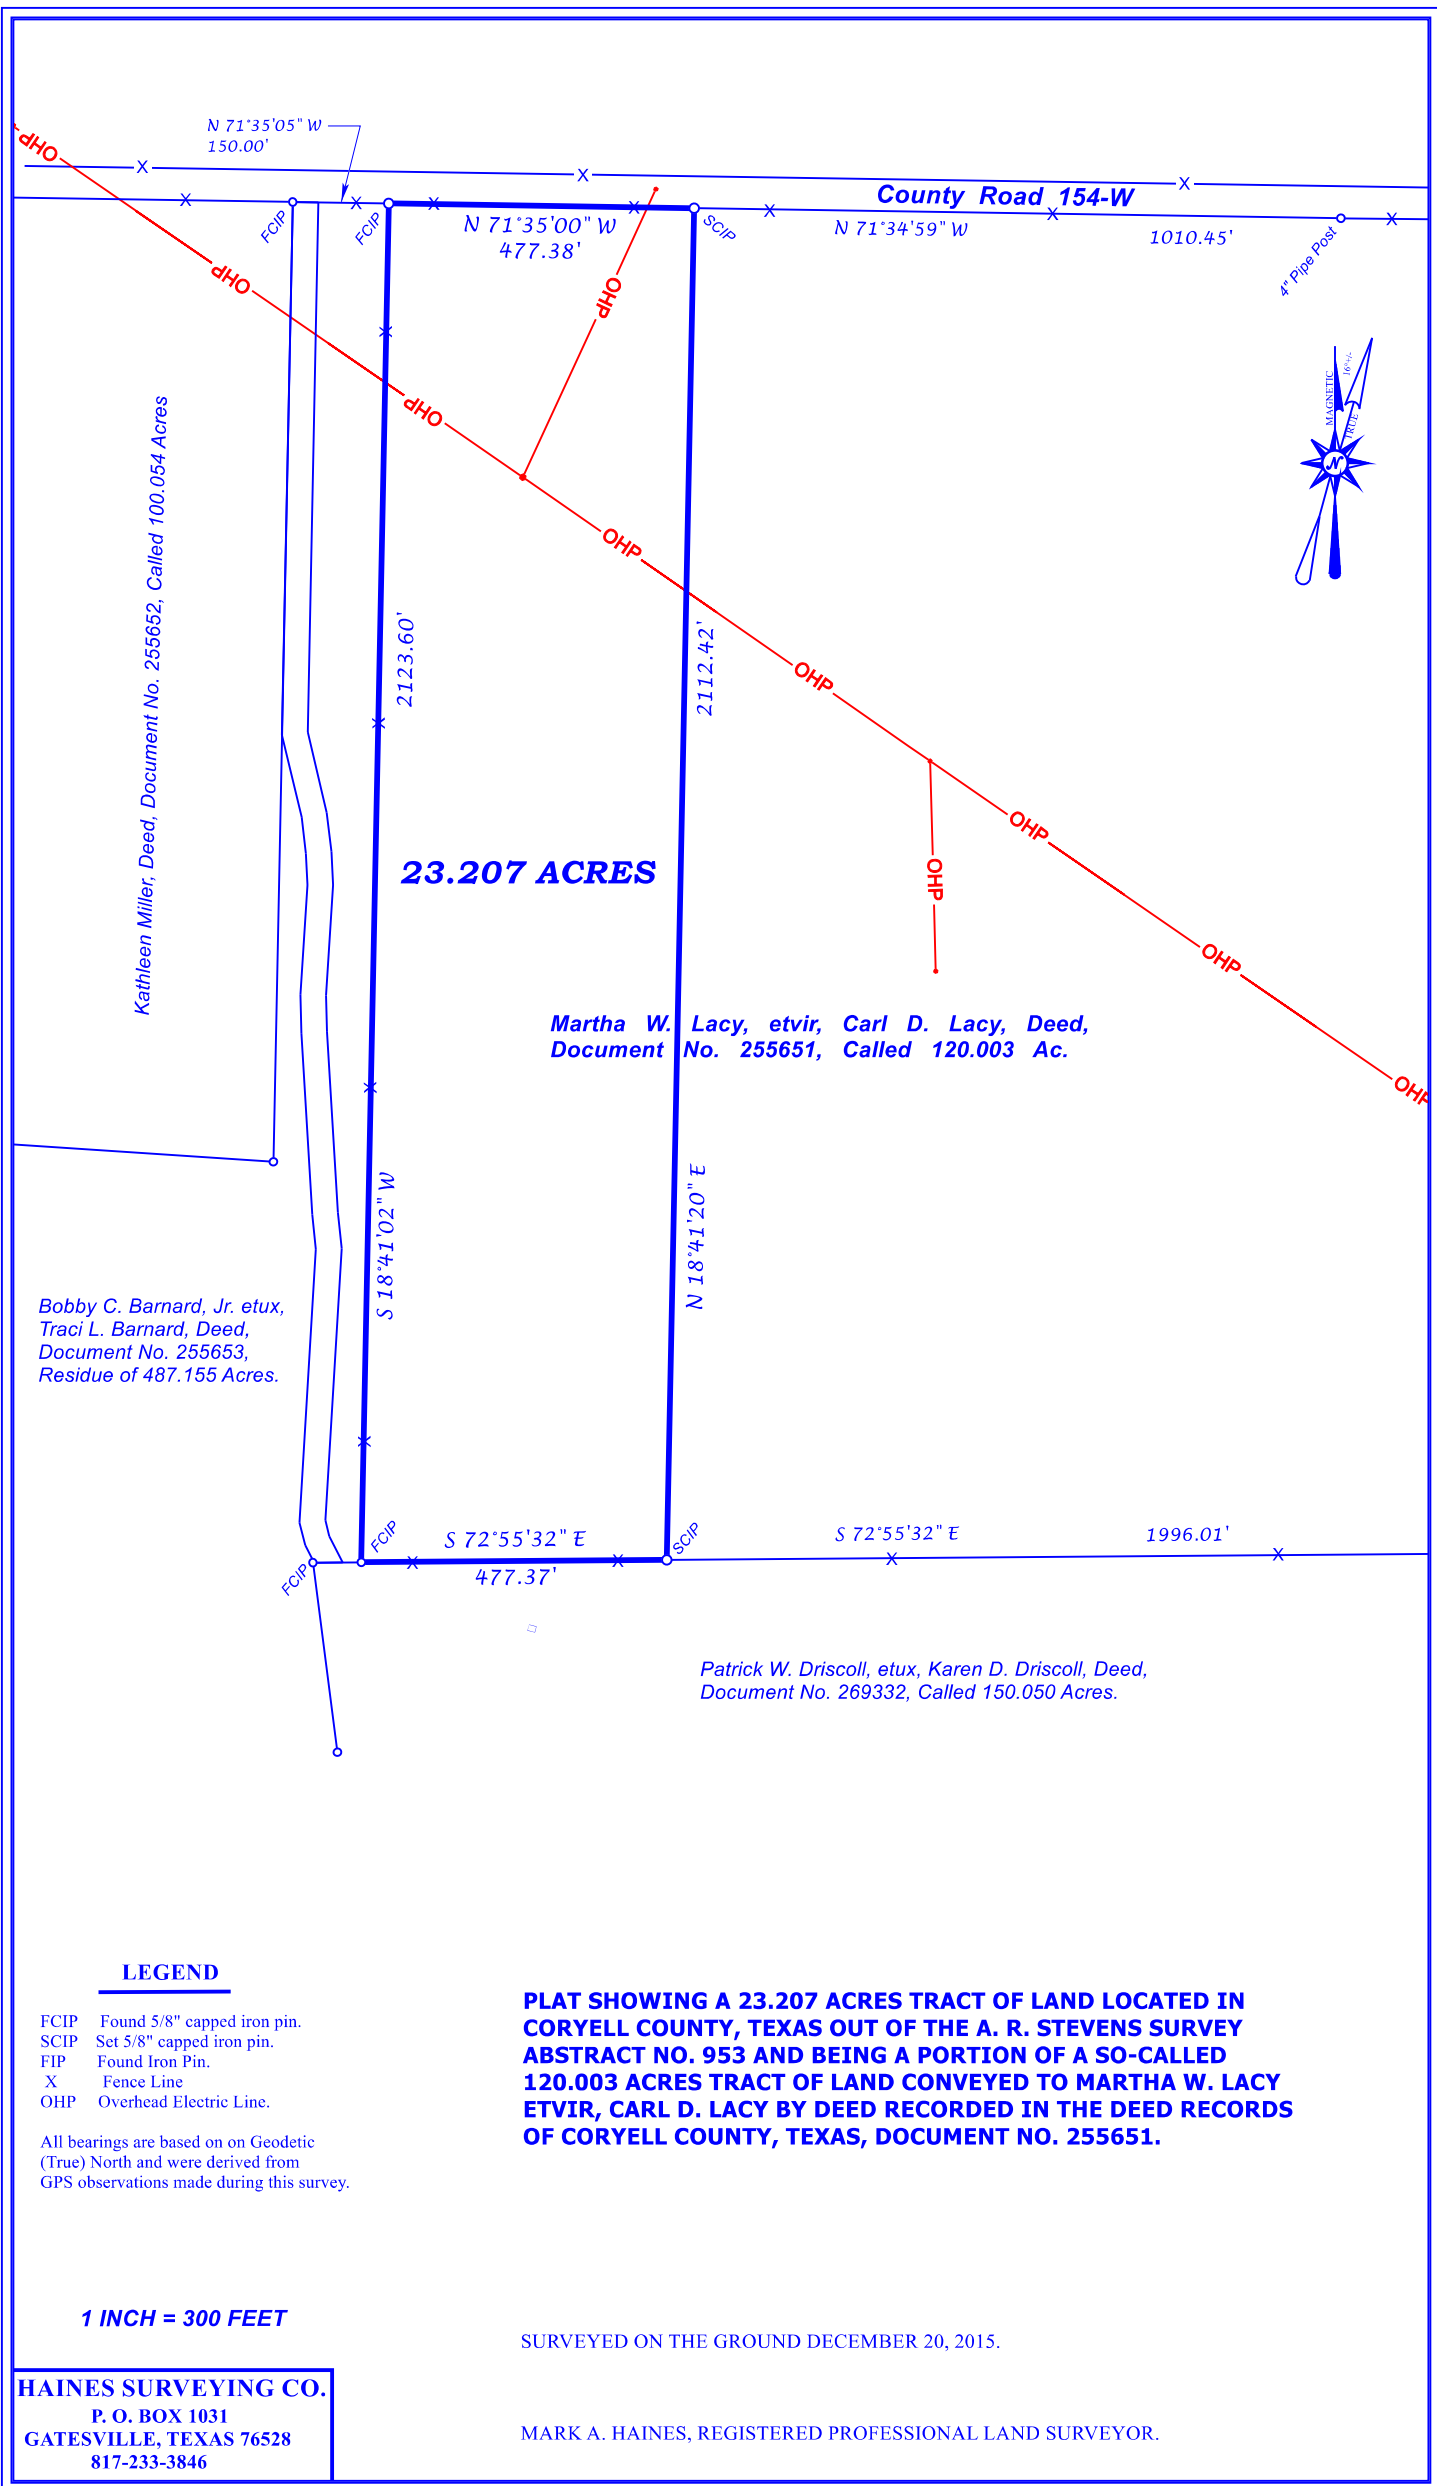 N 71°35'05" W
150.00'
OHP
X
X
X
County Road 154-W
X
FCIP
X
FCIP
X
N 71°35'00" W
477.38'
X
SCIP
X
N 71°34'59" W
X
1010.45'
4" Pipe Post
X
OHP
OHP
X
OHP
MAGNETIC
16°+/-
TRUE
N
Kathleen Miller, Deed, Document No. 255652, Called 100.054 Acres
OHP
2123.60'
2112.42'
OHP
X
23.207 ACRES
OHP
OHP
OHP
Martha W. Lacy, etvir, Carl D. Lacy, Deed,
Document No. 255651, Called 120.003 Ac.
X
OHP
S 18°41'02" W
N 18°41'20" E
Bobby C. Barnard, Jr. etux,
Traci L. Barnard, Deed,
Document No. 255653,
Residue of 487.155 Acres.
X
FCIP
FCIP
S 72°55'32" E
X
X
477.37'
SCIP
S 72°55'32" E
X
1996.01'
X
Patrick W. Driscoll, etux, Karen D. Driscoll, Deed,
Document No. 269332, Called 150.050 Acres.
LEGEND
FCIP Found 5/8" capped iron pin.
SCIP Set 5/8" capped iron pin.
FIP Found Iron Pin.
X Fence Line
OHP Overhead Electric Line.
All bearings are based on on Geodetic
(True) North and were derived from
GPS observations made during this survey.
PLAT SHOWING A 23.207 ACRES TRACT OF LAND LOCATED IN
CORYELL COUNTY, TEXAS OUT OF THE A. R. STEVENS SURVEY
ABSTRACT NO. 953 AND BEING A PORTION OF A SO-CALLED
120.003 ACRES TRACT OF LAND CONVEYED TO MARTHA W. LACY
ETVIR, CARL D. LACY BY DEED RECORDED IN THE DEED RECORDS
OF CORYELL COUNTY, TEXAS, DOCUMENT NO. 255651.
1 INCH = 300 FEET
SURVEYED ON THE GROUND DECEMBER 20, 2015.
HAINES SURVEYING CO.
P. O. BOX 1031
GATESVILLE, TEXAS 76528
817-233-3846
MARK A. HAINES, REGISTERED PROFESSIONAL LAND SURVEYOR.